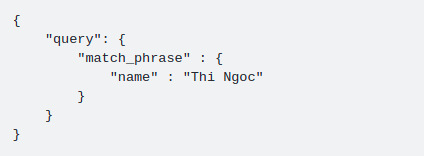 {
    "query": {
        "match_phrase" : {
            "name" : "Thi Ngoc"
        }
    }
}